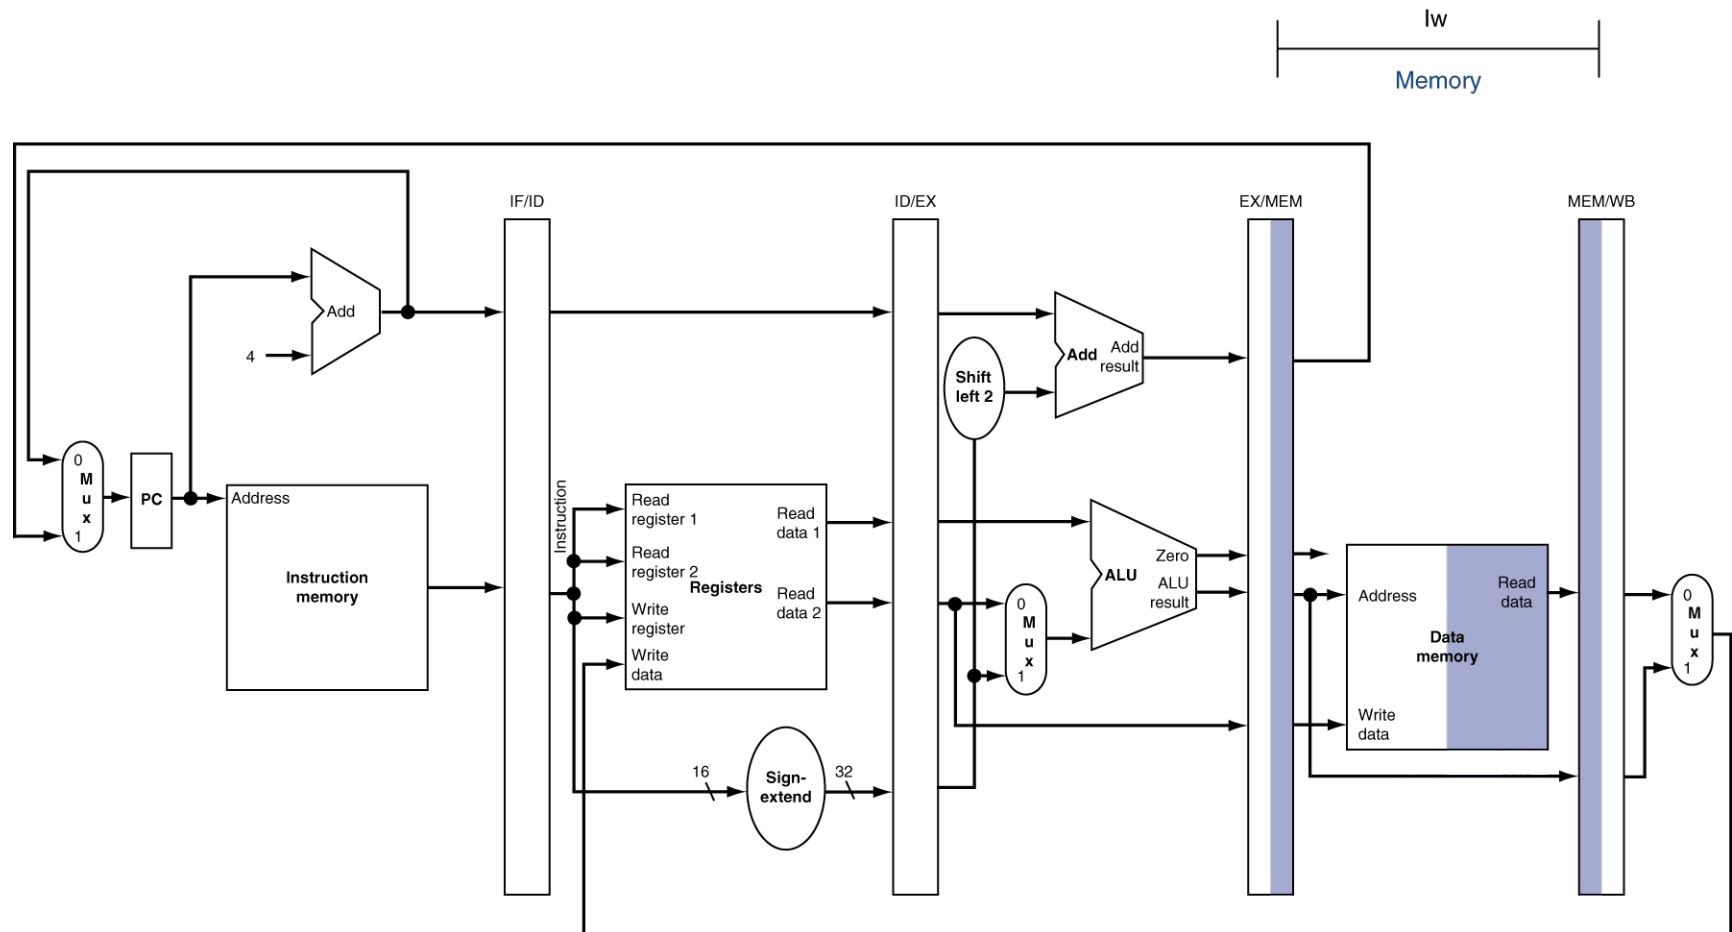 lw
Memory
IF/ID
ID/EX
EX/MEM
MEM/WB
Add
4
Add
Add
result
Shift
left 2
0
M
u
x
1
PC
Address
Instruction
memory
Instruction
Read
register 1
Read
register 2
Write
register
Write
data
Registers
Read
data 1
Read
data 2
16
Sign-
extend
32
0
M
u
x
1
Zero
ALU
ALU
result
Address
Read
data
Data
memory
Write
data
0
M
u
x
1